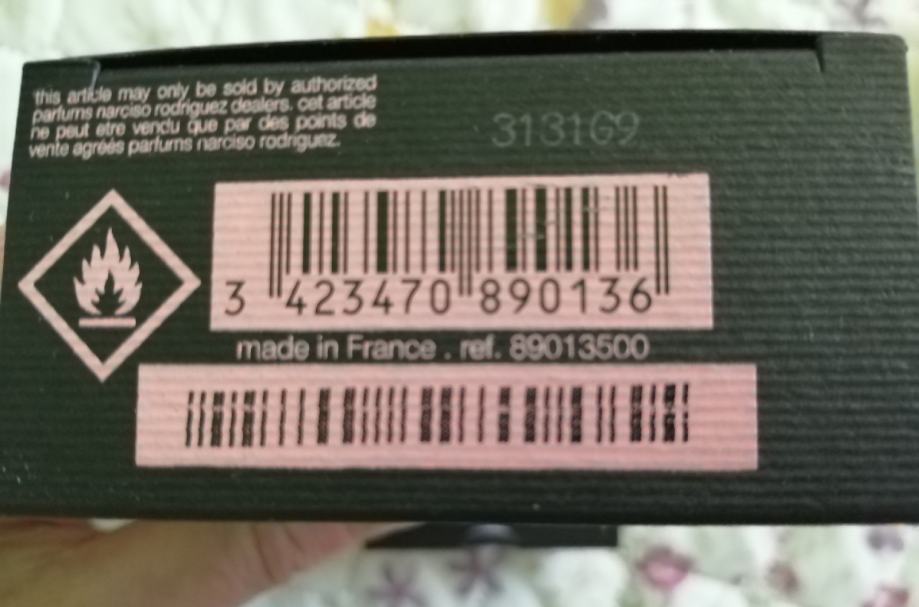 this article may only be sold by authorized
parfums narciso rodriguez dealers. cet article
ne peut etre vendu que par des points de
vente agréés parfums narciso rodriguez.
3131G9
3 423470 890136
made in France . ref. 89013500